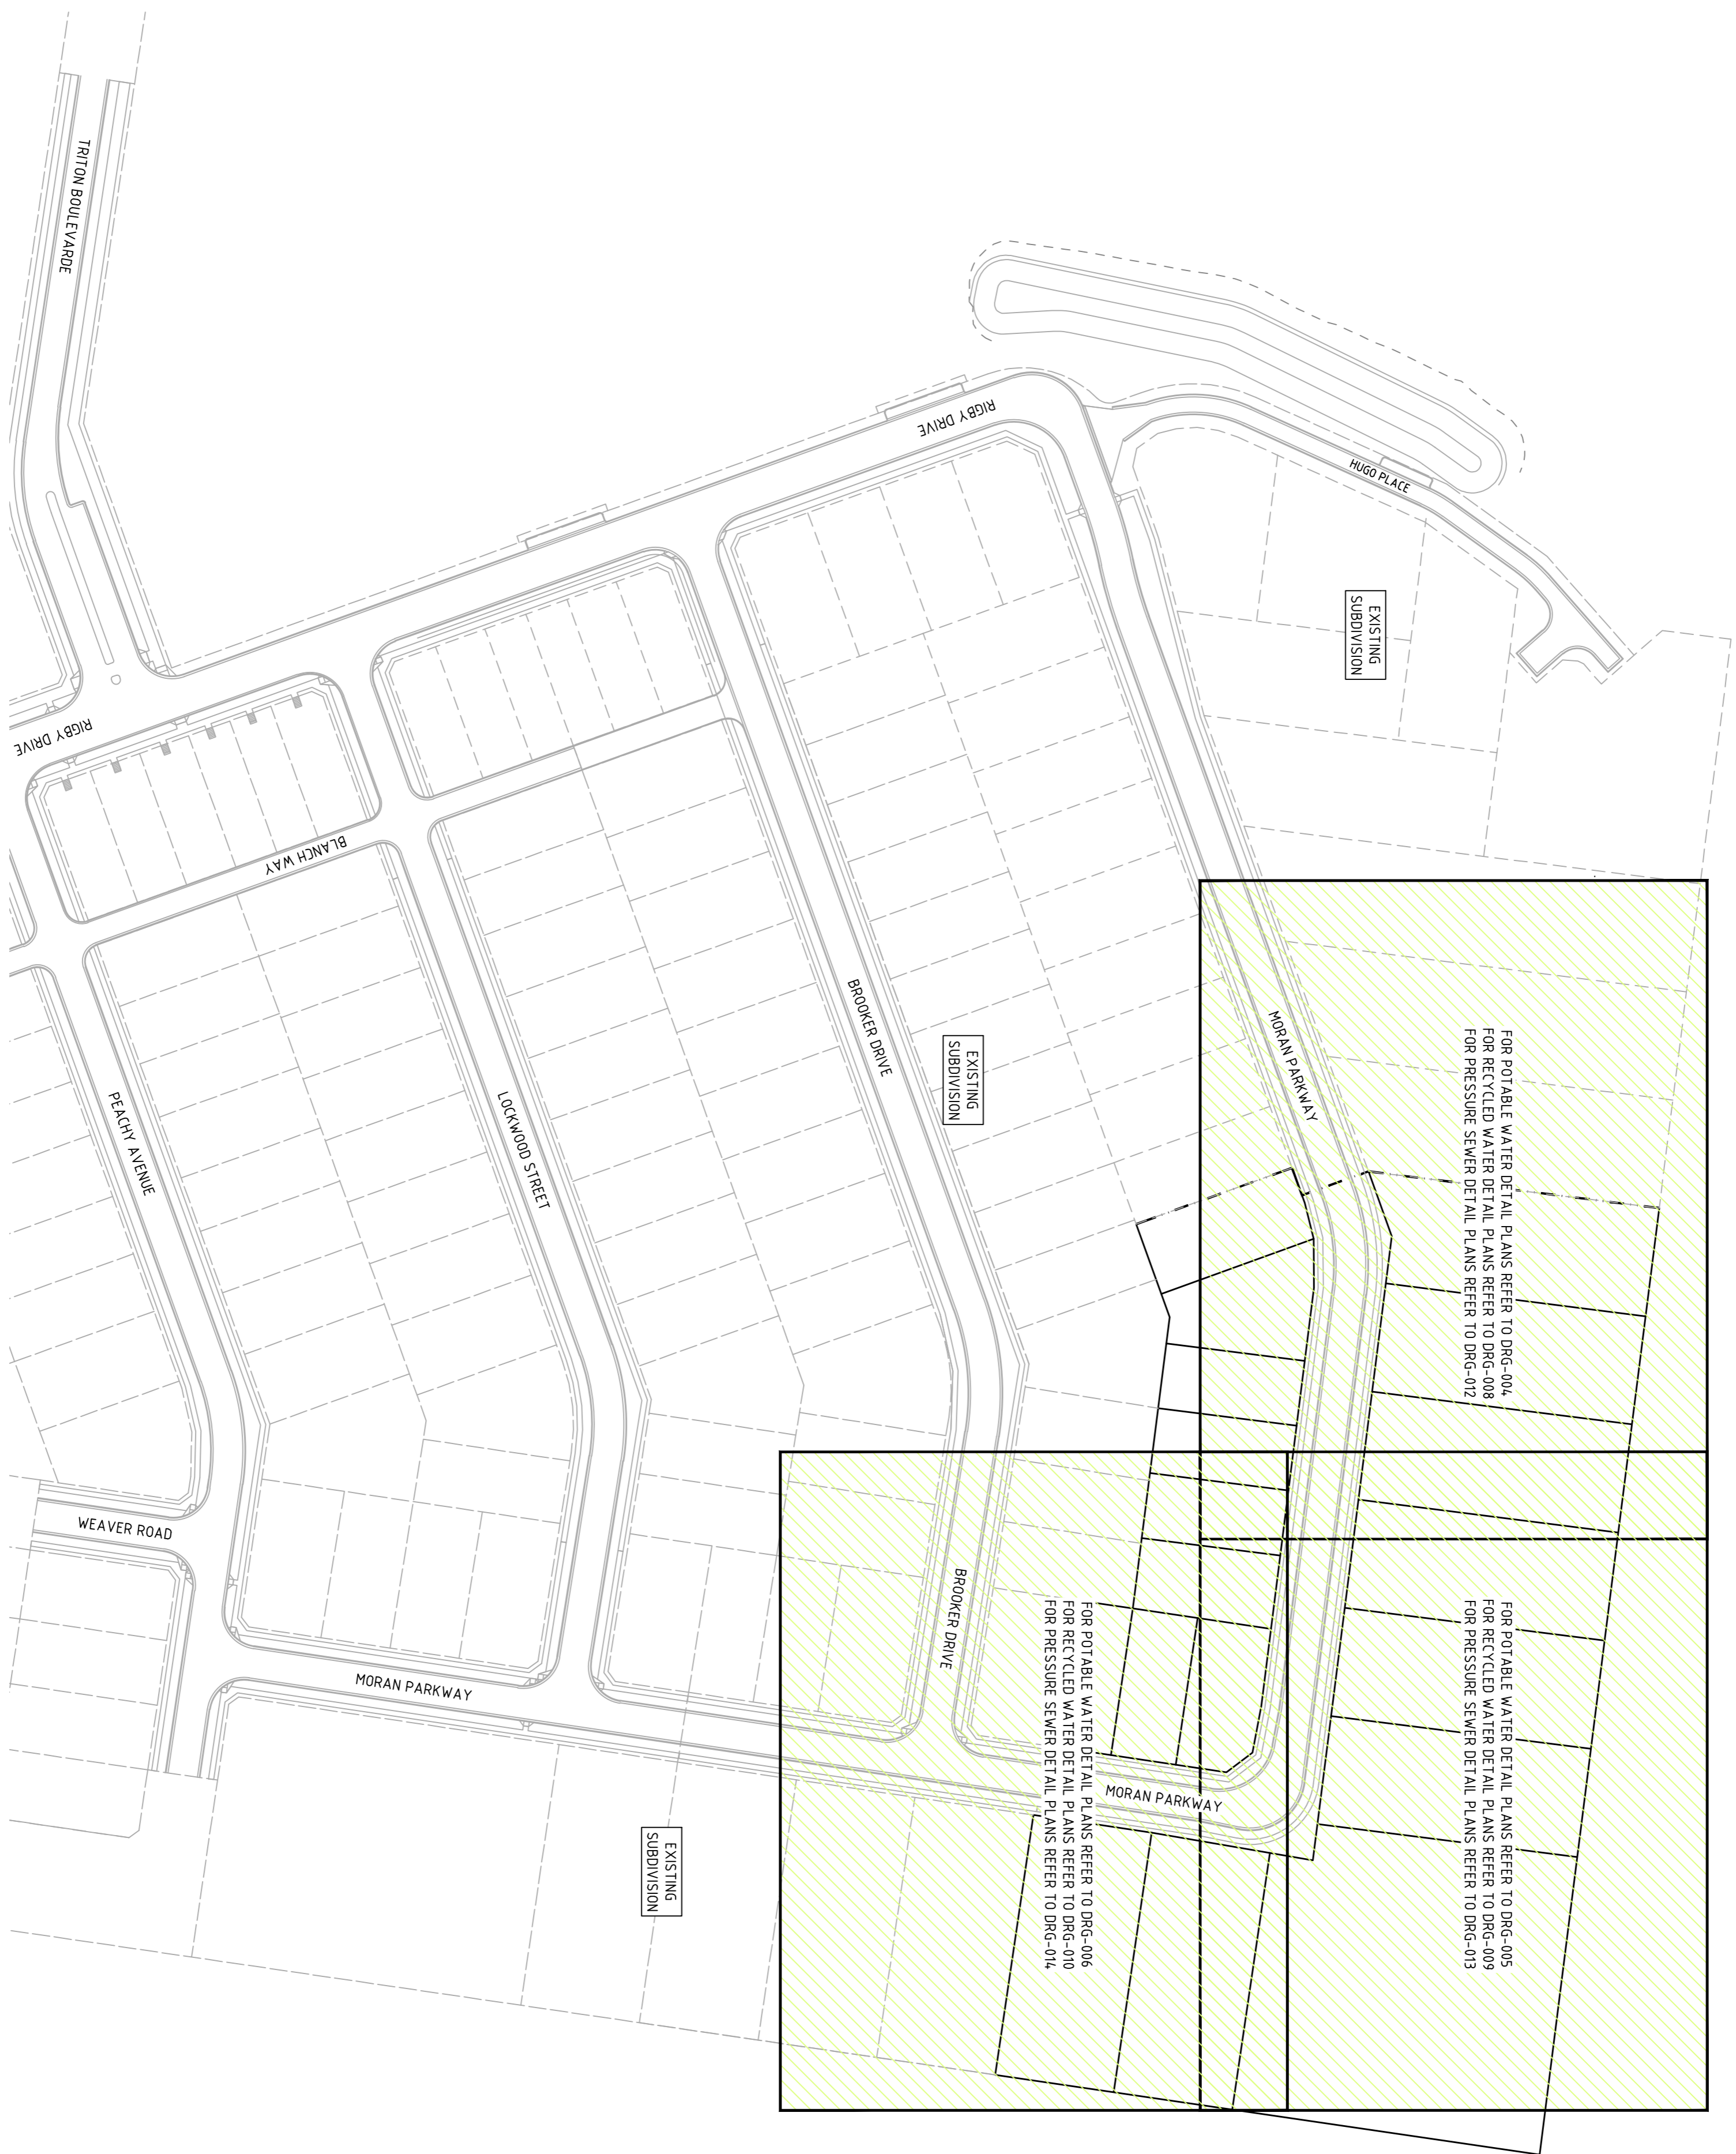 TRITON BOULEVARDE
RIGBY DRIVE
HUGO PLACE
EXISTING
SUBDIVISION
RIGBY DRIVE
BLANCH WAY
BROOKER DRIVE
MORAN PARKWAY
FOR POTABLE WATER DETAIL PLANS REFER TO DRG-004
FOR RECYCLED WATER DETAIL PLANS REFER TO DRG-008
FOR PRESSURE SEWER DETAIL PLANS REFER TO DRG-012
EXISTING
SUBDIVISION
PEACHY AVENUE
LOCKWOOD STREET
WEAVER ROAD
BROOKER DRIVE
MORAN PARKWAY
FOR POTABLE WATER DETAIL PLANS REFER TO DRG-006
FOR RECYCLED WATER DETAIL PLANS REFER TO DRG-010
FOR PRESSURE SEWER DETAIL PLANS REFER TO DRG-014
MORAN PARKWAY
FOR POTABLE WATER DETAIL PLANS REFER TO DRG-005
FOR RECYCLED WATER DETAIL PLANS REFER TO DRG-009
FOR PRESSURE SEWER DETAIL PLANS REFER TO DRG-013
EXISTING
SUBDIVISION